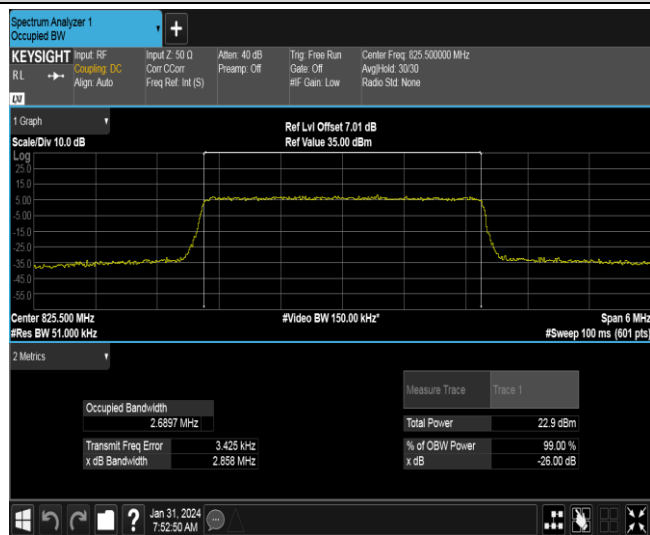 Spectrum Analyzer 1
Occupied BW
+
KEYSIGHT
RL
LXI
Input: RF
Coupling: DC
Align: Auto
Input Z: 50 Ω
Corr CCorr
Freq Ref: Int (S)
Atten: 40 dB
Preamp: Off
Trig: Free Run
Gate: Off
#IF Gain: Low
Center Freq: 825.500000 MHz
Avg|Hold: 30/30
Radio Std: None
1 Graph
Scale/Div 10.0 dB
Ref Lvl Offset 7.01 dB
Ref Value 35.00 dBm
Log
25.0
15.0
5.00
-5.00
-15.0
-25.0
-35.0
-45.0
-55.0
Center 825.500 MHz
#Video BW 150.00 kHz*
Span 6 MHz
#Res BW 51.000 kHz
#Sweep 100 ms (601 pts)
2 Metrics
Measure Trace Trace 1
Occupied Bandwidth
2.6897 MHz
Total Power 22.9 dBm
Transmit Freq Error 3.425 kHz
% of OBW Power 99.00 %
x dB Bandwidth 2.858 MHz
x dB -26.00 dB
?
Jan 31, 2024
7:52:50 AM